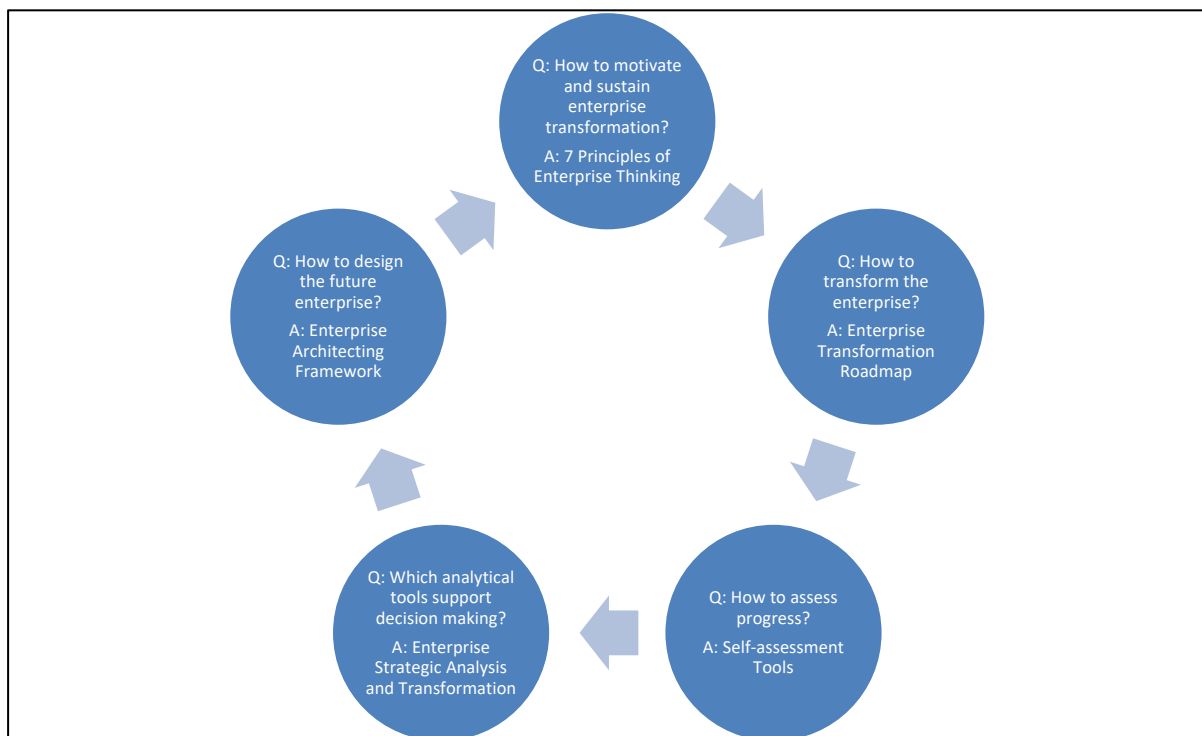 Q: How to motivate
and sustain
enterprise
transformation?
A: 7 Principles of
Enterprise Thinking
Q: How to
transform the
enterprise?
A: Enterprise
Transformation
Roadmap
Q: How to assess
progress?
A: Self-assessment
Tools
Q: Which analytical
tools support
decision making?
A: Enterprise
Strategic Analysis
and Transformation
Q: How to design
the future
enterprise?
A: Enterprise
Architecting
Framework